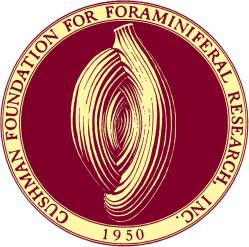 CUSHMAN FOUNDATION FOR FORAMINIFERAL RESEARCH, INC.
1950